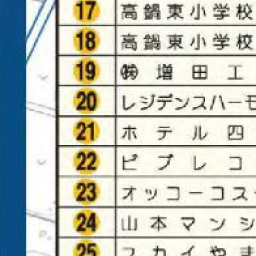 17 高鍋東小学校
18 高鍋東小学校
19 ㈱増田工
20 レジデンスハーモ
21 ホテル四
22 ビブレコ
23 オッコーコス
24 山本マンシ
25 スカイやま